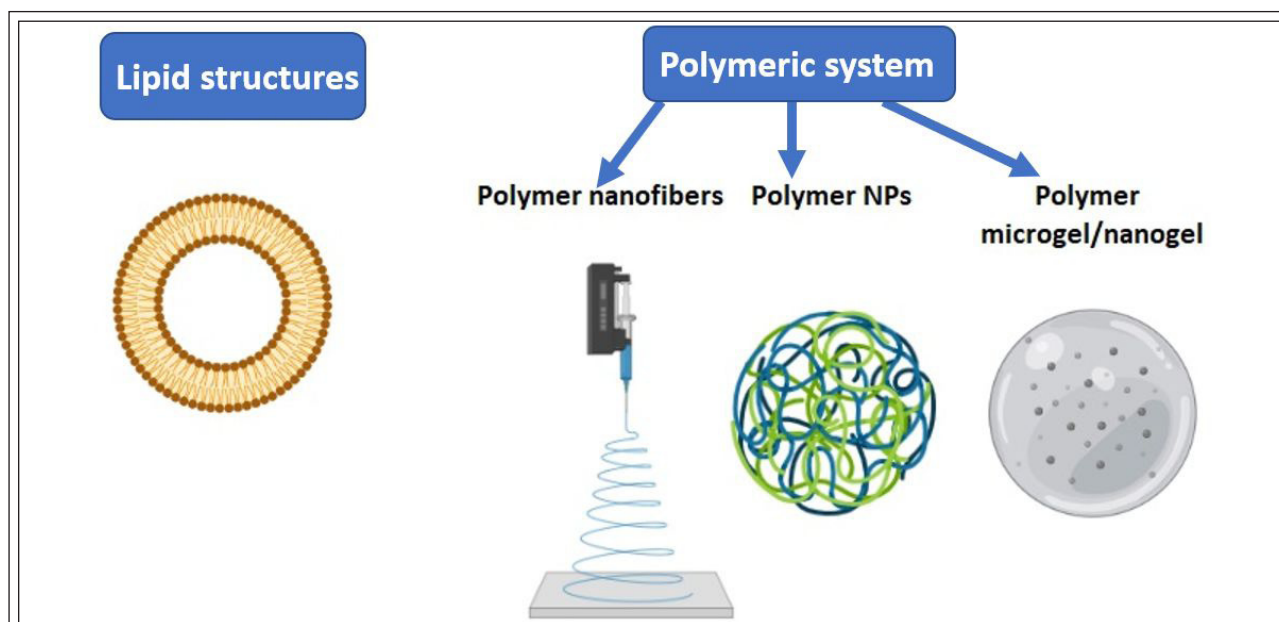 Lipid structures
Polymeric system
Polymer nanofibers
Polymer NPs
Polymer
microgel/nanogel